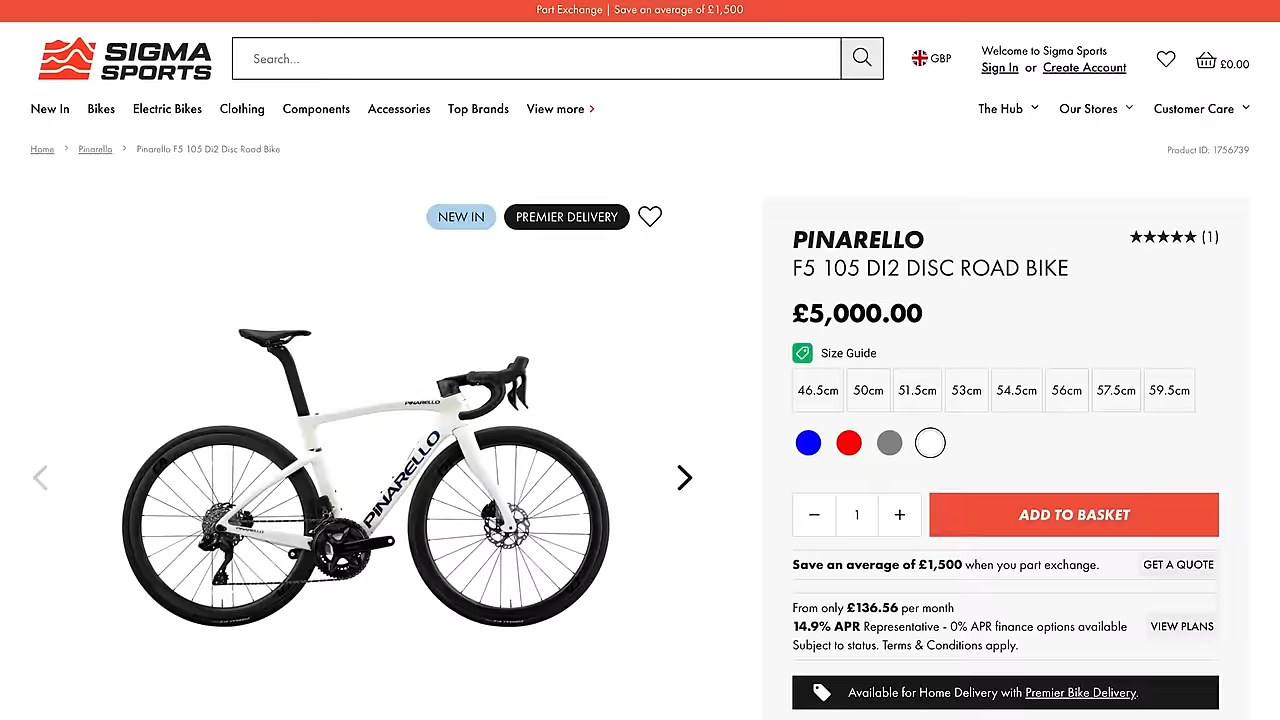 Part Exchange | Save an average of £1,500
SIGMA
SPORTS
Search...
GBP
Welcome to Sigma Sports
Sign In or Create Account
£0.00
New In Bikes Electric Bikes Clothing Components Accessories Top Brands View more
The Hub Our Stores Customer Care
Home Pinarello Pinarello F5 105 Di2 Disc Road Bike
Product ID: 1756739
NEW IN PREMIER DELIVERY
PINARELLO
PINARELLO
PINARELLO
PINARELLO
(1)
F5 105 DI2 DISC ROAD BIKE
£5,000.00
Size Guide
46.5cm 50cm 51.5cm 53cm 54.5cm 56cm 57.5cm 59.5cm
1
ADD TO BASKET
Save an average of £1,500 when you part exchange.
GET A QUOTE
From only £136.56 per month
14.9% APR Representative - 0% APR finance options available
VIEW PLANS
Subject to status. Terms & Conditions apply.
Available for Home Delivery with Premier Bike Delivery.